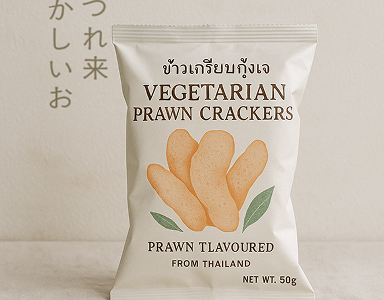 つれ来
かしいお
ข้าวเกรียบกุ้งเจ
VEGETARIAN
PRAWN CRACKERS
PRAWN TLAVOURED
FROM THAILAND
NET WT. 50g